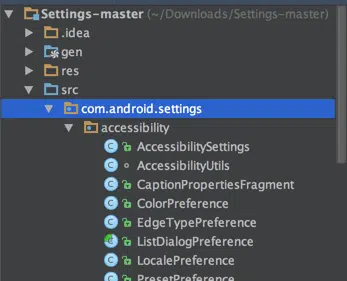 Settings-master (~/Downloads/Settings-master)
.idea
gen
res
src
com.android.settings
accessibility
AccessibilitySettings
AccessibilityUtils
CaptionPropertiesFragment
ColorPreference
EdgeTypePreference
ListDialogPreference
LocalePreference
PresetPreference